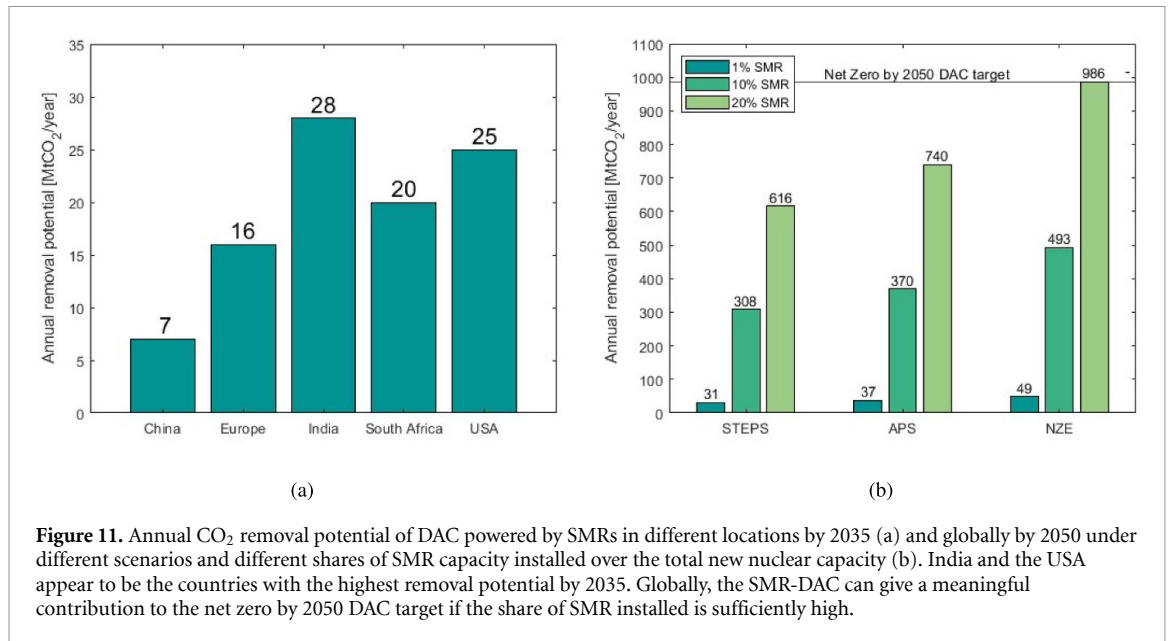 35
30
25
20
15
10
5
0
Annual removal potential [MtCO₂/year]
7
16
28
20
25
China Europe India South Africa USA
(a)
1100
1000
900
800
700
600
500
400
300
200
100
0
Annual removal potential [MtCO₂/year]
1% SMR
10% SMR
20% SMR
Net Zero by 2050 DAC target
31
308
616
37
370
740
49
493
986
STEPS APS NZE
(b)
Figure 11. Annual CO₂ removal potential of DAC powered by SMRs in different locations by 2035 (a) and globally by 2050 under
different scenarios and different shares of SMR capacity installed over the total new nuclear capacity (b). India and the USA
appear to be the countries with the highest removal potential by 2035. Globally, the SMR-DAC can give a meaningful
contribution to the net zero by 2050 DAC target if the share of SMR installed is sufficiently high.